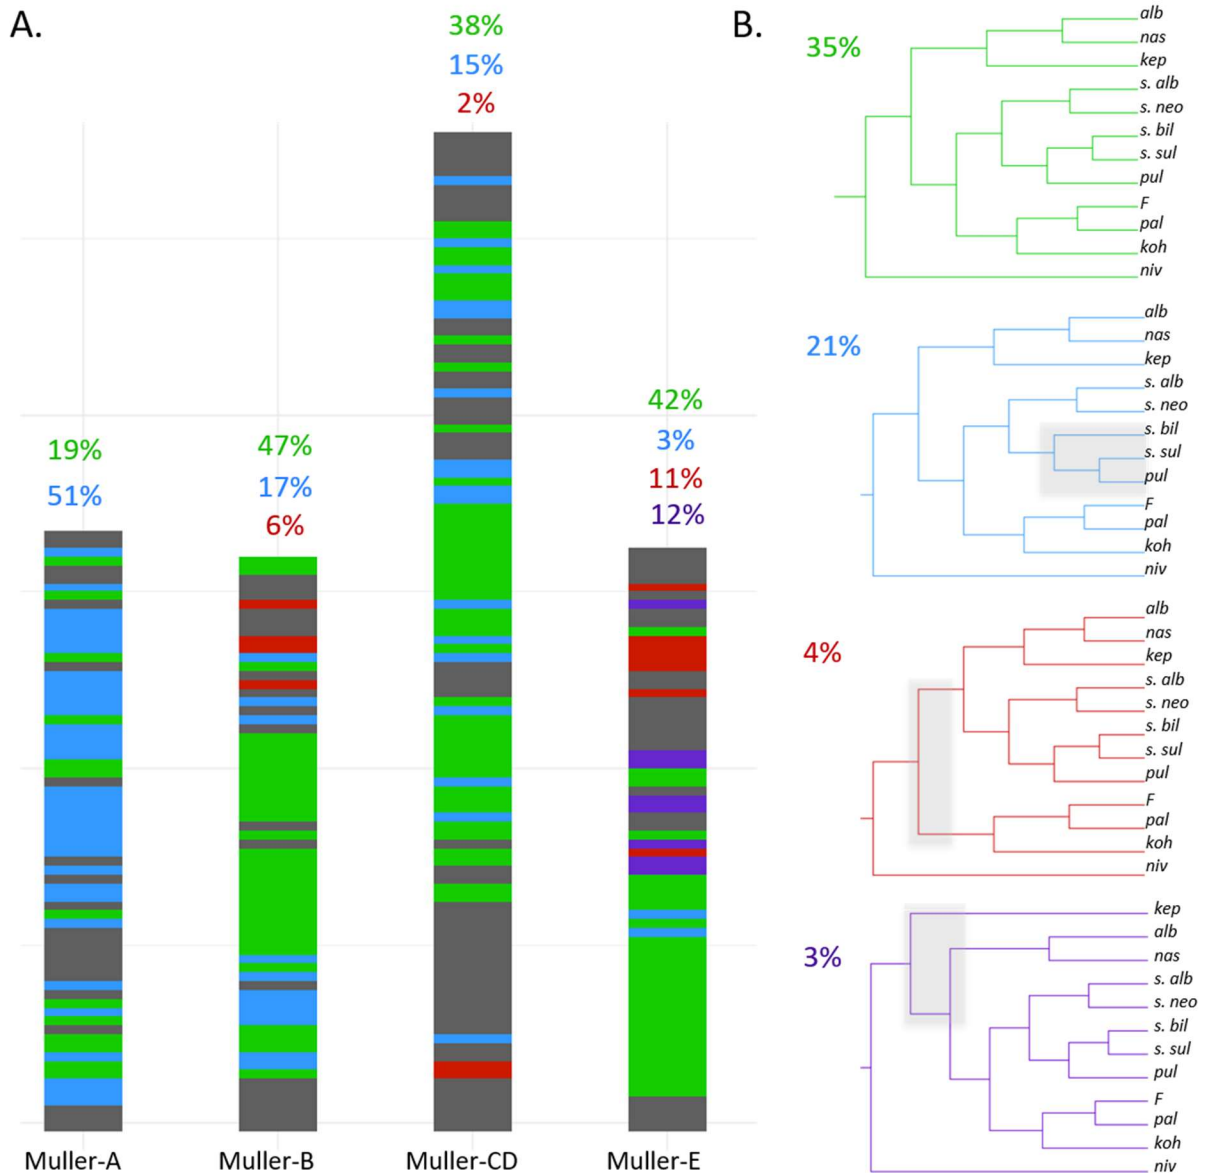 A.
38%
15%
2%
19%
51%
47%
17%
6%
42%
3%
11%
12%
Muller-A
Muller-B
Muller-CD
Muller-E
B.
35%
alb
nas
kep
s. alb
s. neo
s. bil
s. sul
pul
F
pal
koh
niv
21%
alb
nas
kep
s. alb
s. neo
s. bil
s. sul
pul
F
pal
koh
niv
4%
alb
nas
kep
s. alb
s. neo
s. bil
s. sul
pul
F
pal
koh
niv
3%
kep
alb
nas
s. alb
s. neo
s. bil
s. sul
pul
F
pal
koh
niv